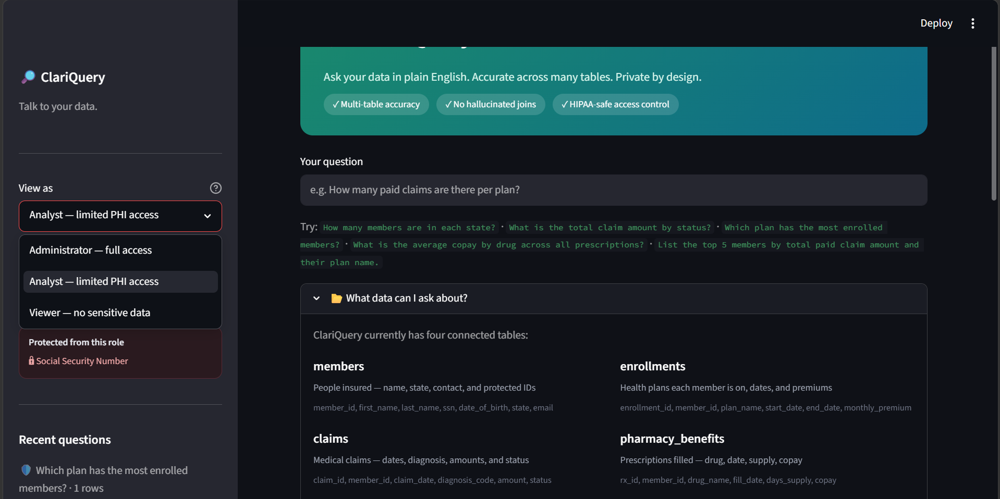 ClariQuery
Talk to your data.
View as
Analyst — limited PHI access
Administrator — full access
Analyst — limited PHI access
Viewer — no sensitive data
Protected from this role
Social Security Number
Recent questions
Which plan has the most enrolled
members? · 1 rows
Deploy
Ask your data in plain English. Accurate across many tables. Private by design.
✓ Multi-table accuracy
✓ No hallucinated joins
✓ HIPAA-safe access control
Your question
e.g. How many paid claims are there per plan?
Try: How many members are in each state? · What is the total claim amount by status? · Which plan has the most enrolled
members? · What is the average copay by drug across all prescriptions? · List the top 5 members by total paid claim amount and
their plan name.
What data can I ask about?
ClariQuery currently has four connected tables:
members
People insured — name, state, contact, and protected IDs
member_id, first_name, last_name, ssn, date_of_birth, state, email
enrollments
Health plans each member is on, dates, and premiums
enrollment_id, member_id, plan_name, start_date, end_date, monthly_premium
claims
Medical claims — dates, diagnosis, amounts, and status
claim_id, member_id, claim_date, diagnosis_code, amount, status
pharmacy_benefits
Prescriptions filled — drug, date, supply, copay
rx_id, member_id, drug_name, fill_date, days_supply, copay